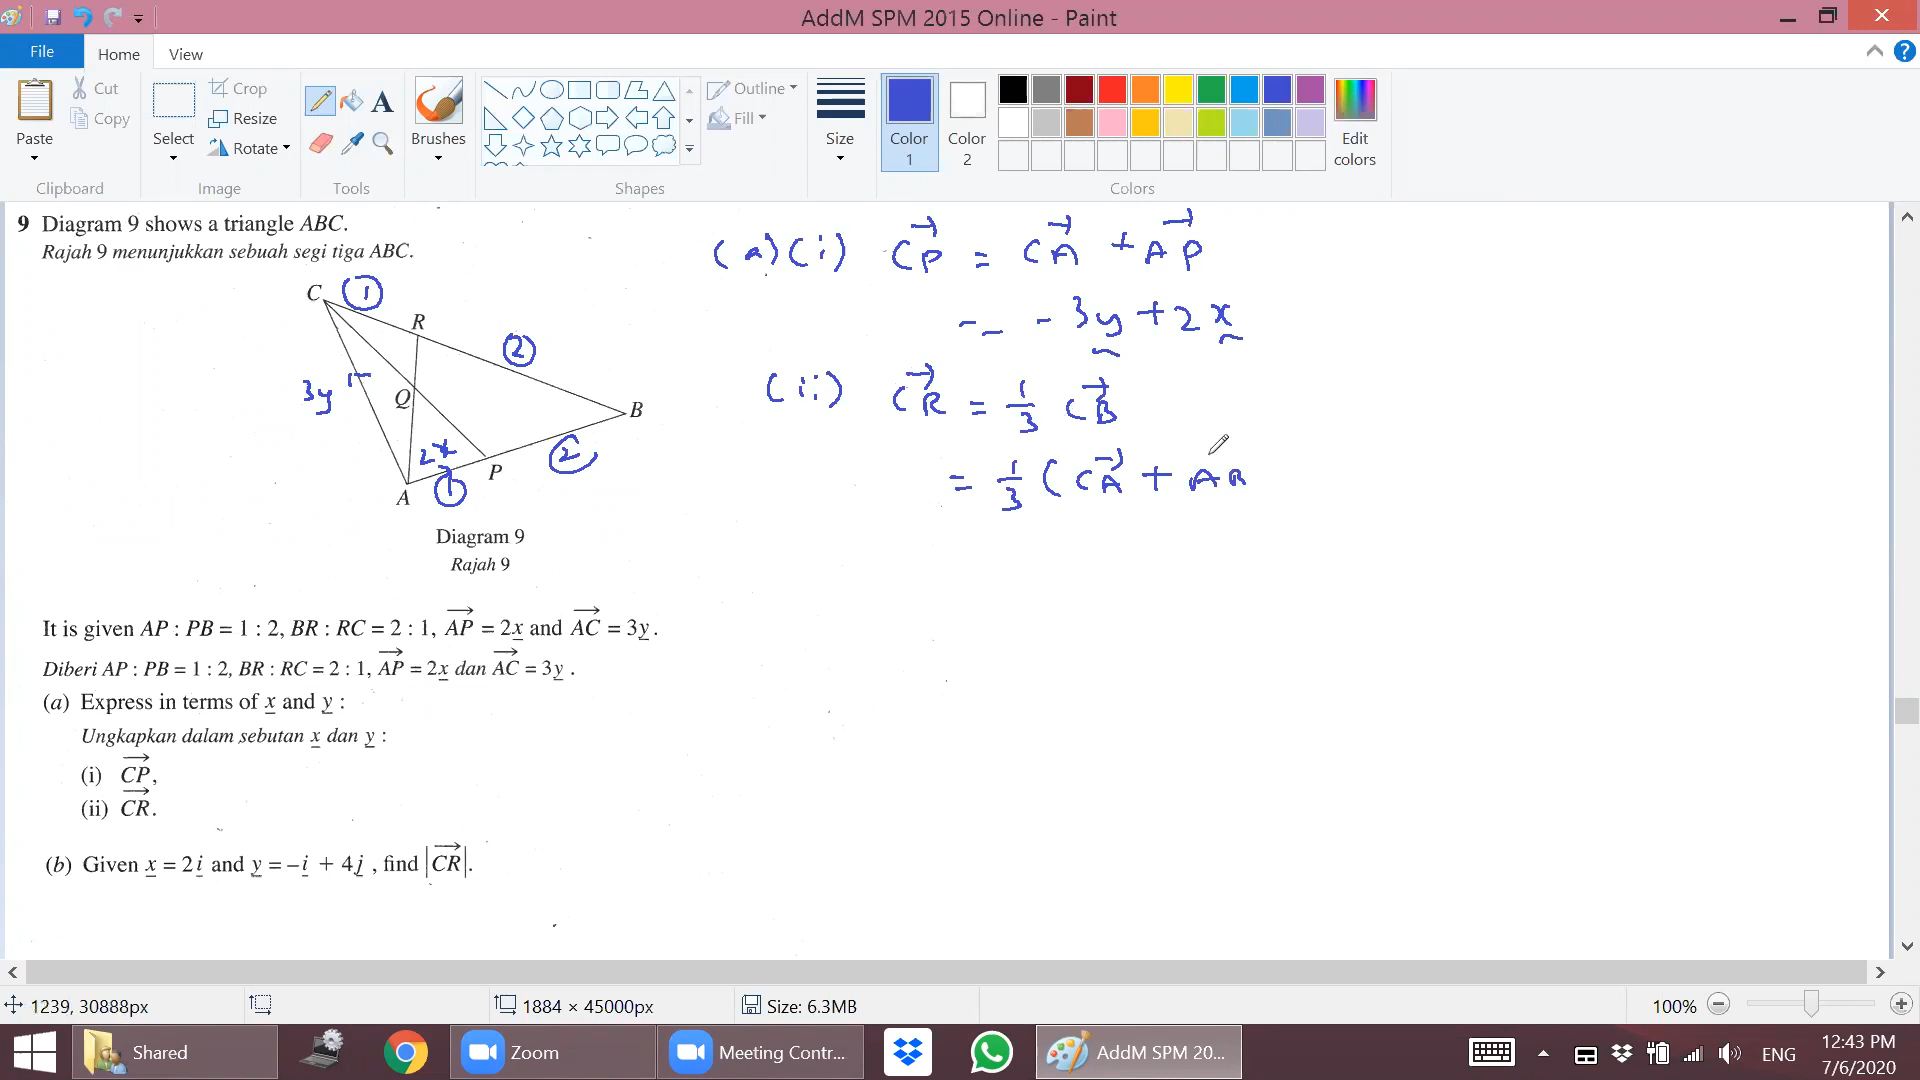 AddM SPM 2015 Online - Paint
File
Home
View
Paste
Cut
Copy
Clipboard
Select
Crop
Resize
Rotate
Image
Tools
Brushes
Shapes
Outline
Fill
Size
Color 1
Color 2
Edit colors
Colors
9 Diagram 9 shows a triangle ABC.
Rajah 9 menunjukkan sebuah segi tiga ABC.
C 1
R
2
3y
Q
B
2x
P
2
A
1
Diagram 9
Rajah 9
It is given AP : PB = 1 : 2, BR : RC = 2 : 1, AP = 2x and AC = 3y.
Diberi AP : PB = 1 : 2, BR : RC = 2 : 1, AP = 2x dan AC = 3y.
(a) Express in terms of x and y :
Ungkapkan dalam sebutan x dan y :
(i) CP,
(ii) CR.
(b) Given x = 2i and y = –i + 4j, find |CR|.
(a)(i) CP = CA + AP
= -3y + 2x
(ii) CR = 1/3 CB
= 1/3 (CA + AB
1239, 30888px
1884 × 45000px
Size: 6.3MB
100%
Shared
Zoom
Meeting Contr...
AddM SPM 20...
ENG
12:43 PM
7/6/2020